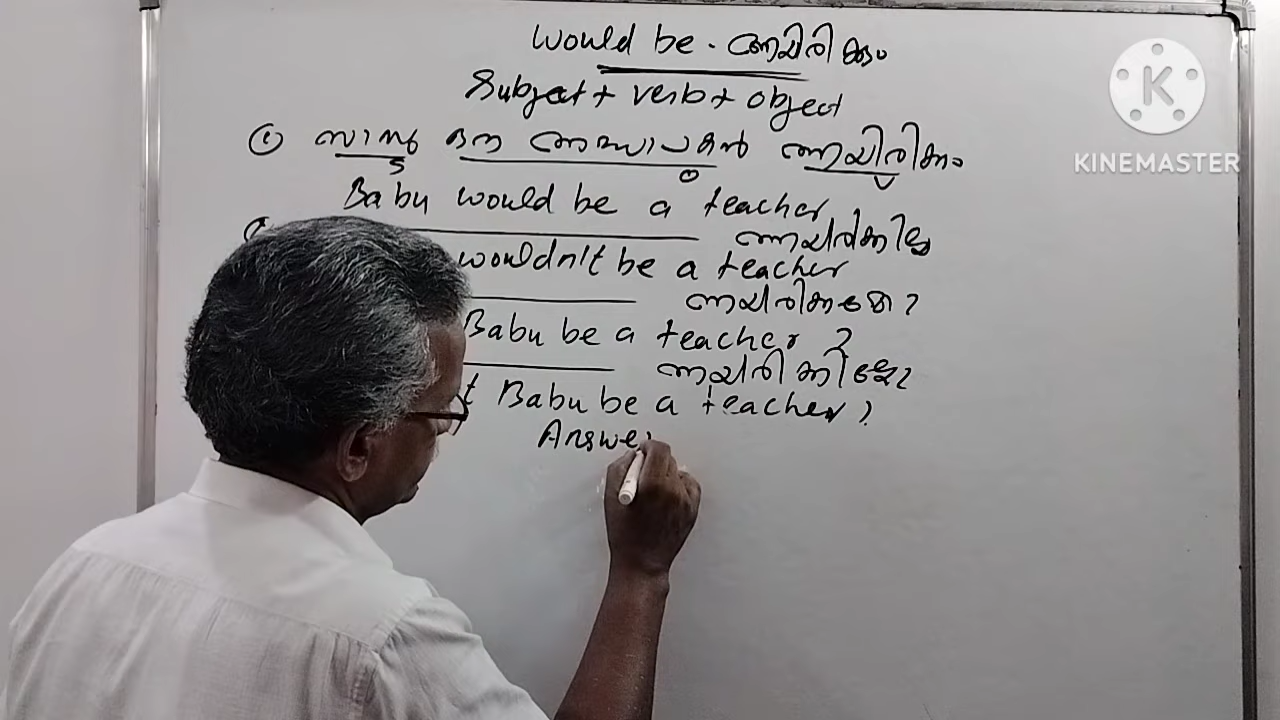 would be - ആയിരിക്കും
Subject + verb + object
① ബാബു ഒരു അദ്ധ്യാപകൻ ആയിരിക്കും
S O V
Babu would be a teacher
ആയിരിക്കില്ല
wouldn't be a teacher
ആയിരിക്കുമോ?
Babu be a teacher ?
ആയിരിക്കില്ലേ?
t Babu be a teacher ?
Answer
K
KINEMASTER